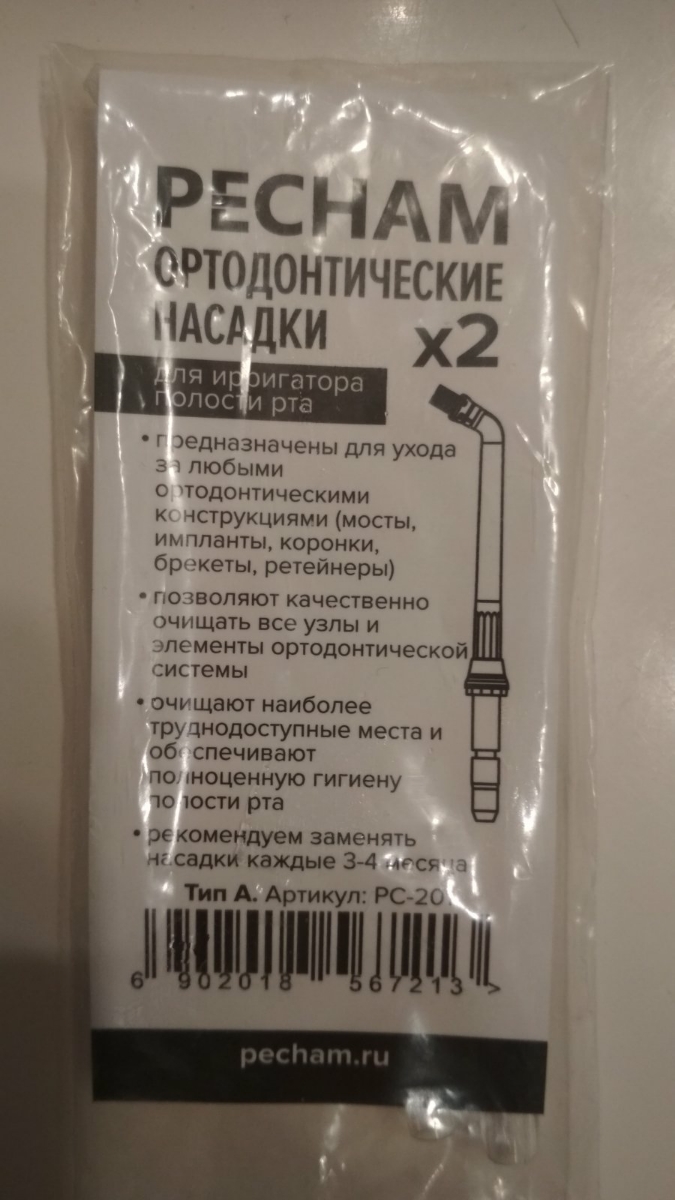 PECHAM
ОРТОДОНТИЧЕСКИЕ
НАСАДКИ x2
для ирригатора
полости рта
• предназначены для ухода
за любыми
ортодонтическими
конструкциями (мосты,
импланты, коронки,
брекеты, ретейнеры)
• позволяют качественно
очищать все узлы и
элементы ортодонтической
системы
• очищают наиболее
труднодоступные места и
обеспечивают
полноценную гигиену
полости рта
• рекомендуем заменять
насадки каждые 3-4 месяца
Тип А. Артикул:
6 902018 567213 >
pecham.ru